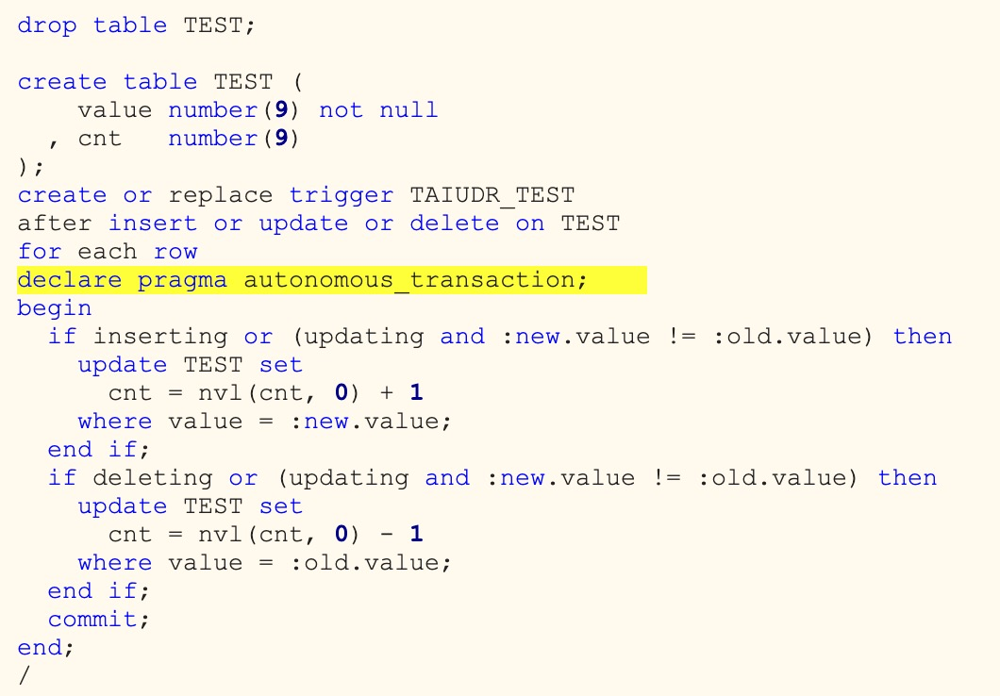 drop table TEST;

create table TEST (
    value number(9) not null
  , cnt   number(9)
);
create or replace trigger TAIUDR_TEST
after insert or update or delete on TEST
for each row
declare pragma autonomous_transaction;
begin
  if inserting or (updating and :new.value != :old.value) then
    update TEST set
      cnt = nvl(cnt, 0) + 1
    where value = :new.value;
  end if;
  if deleting or (updating and :new.value != :old.value) then
    update TEST set
      cnt = nvl(cnt, 0) - 1
    where value = :old.value;
  end if;
  commit;
end;
/